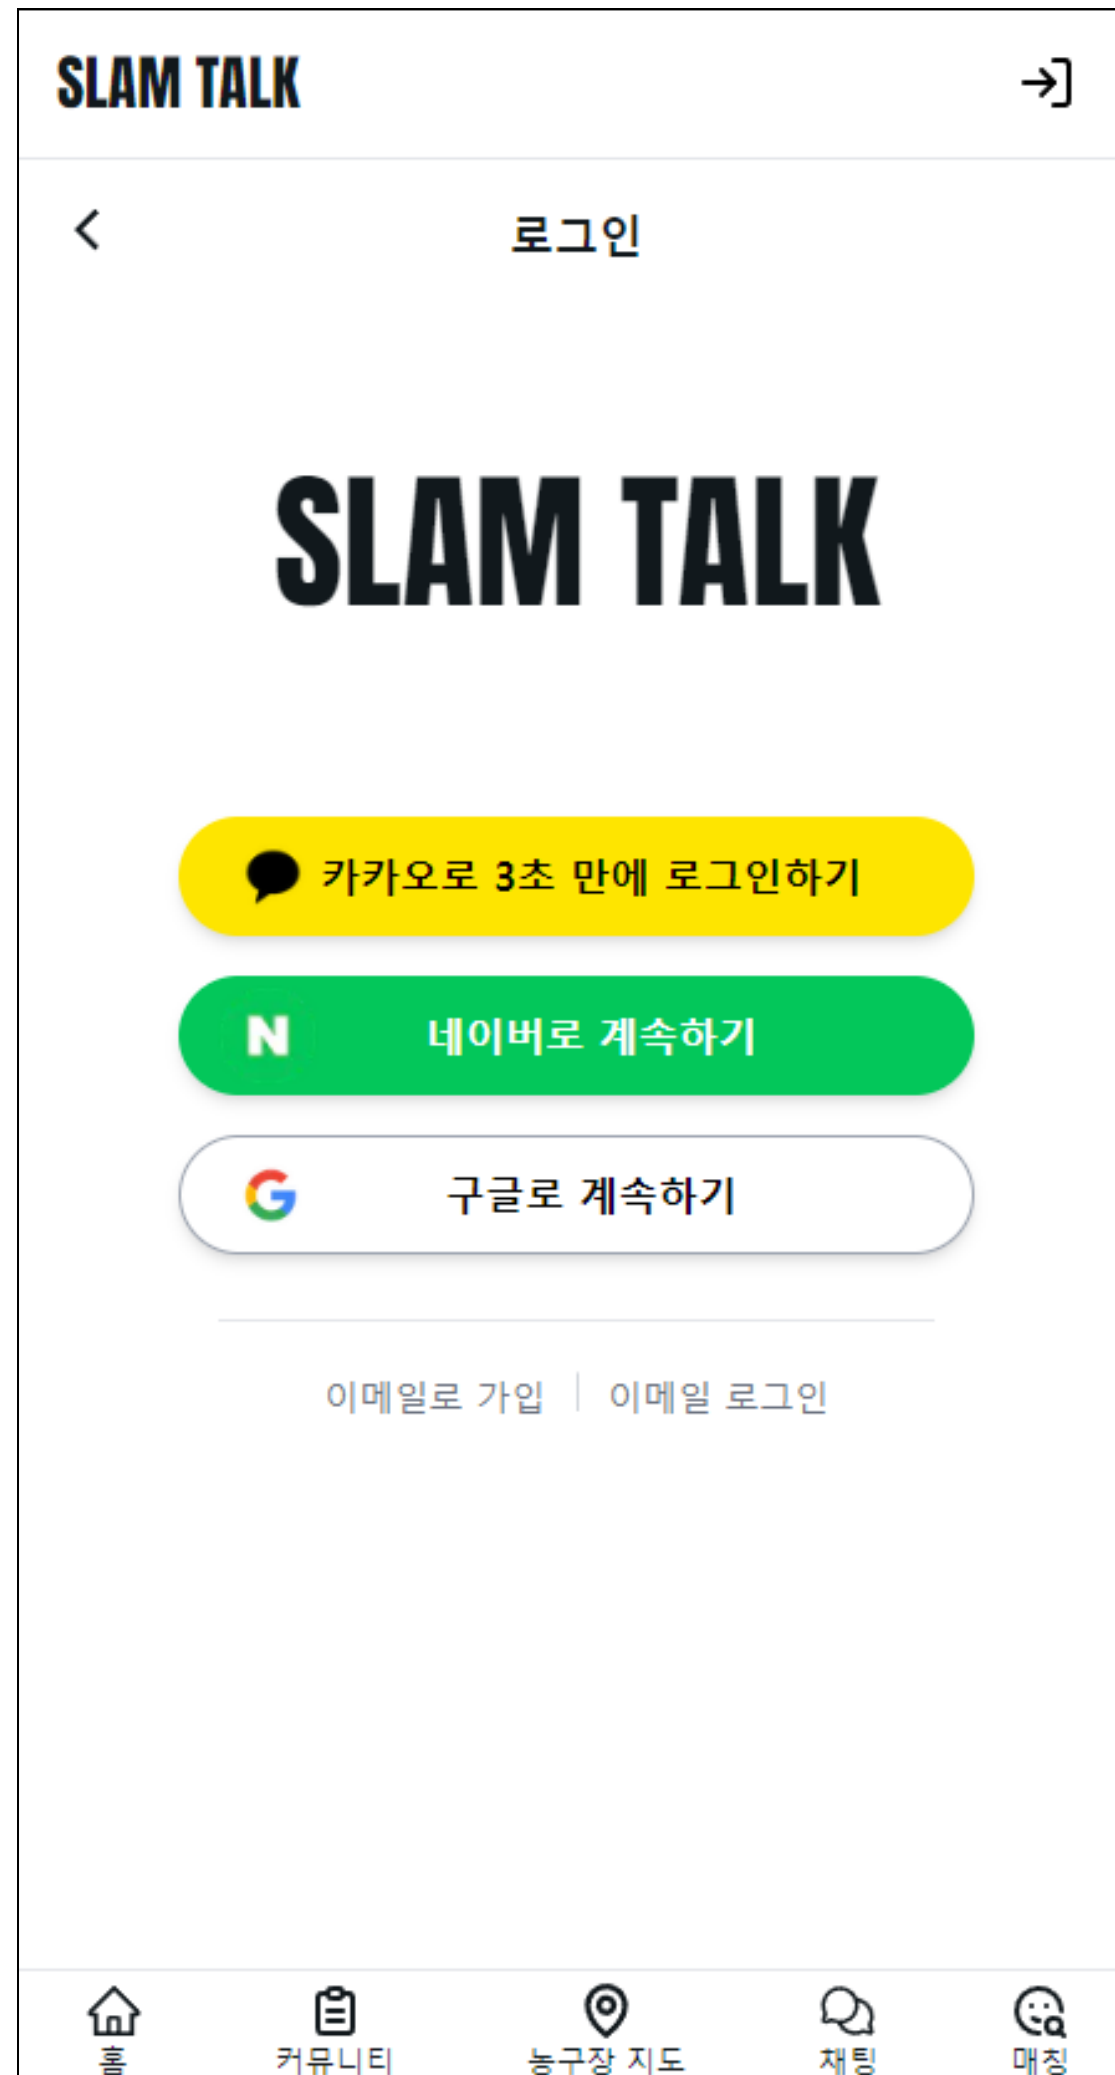 SLAM TALK
로그인
SLAM TALK
카카오로 3초 만에 로그인하기
N 네이버로 계속하기
G 구글로 계속하기
이메일로 가입 | 이메일 로그인
홈 커뮤니티 농구장 지도 채팅 매칭